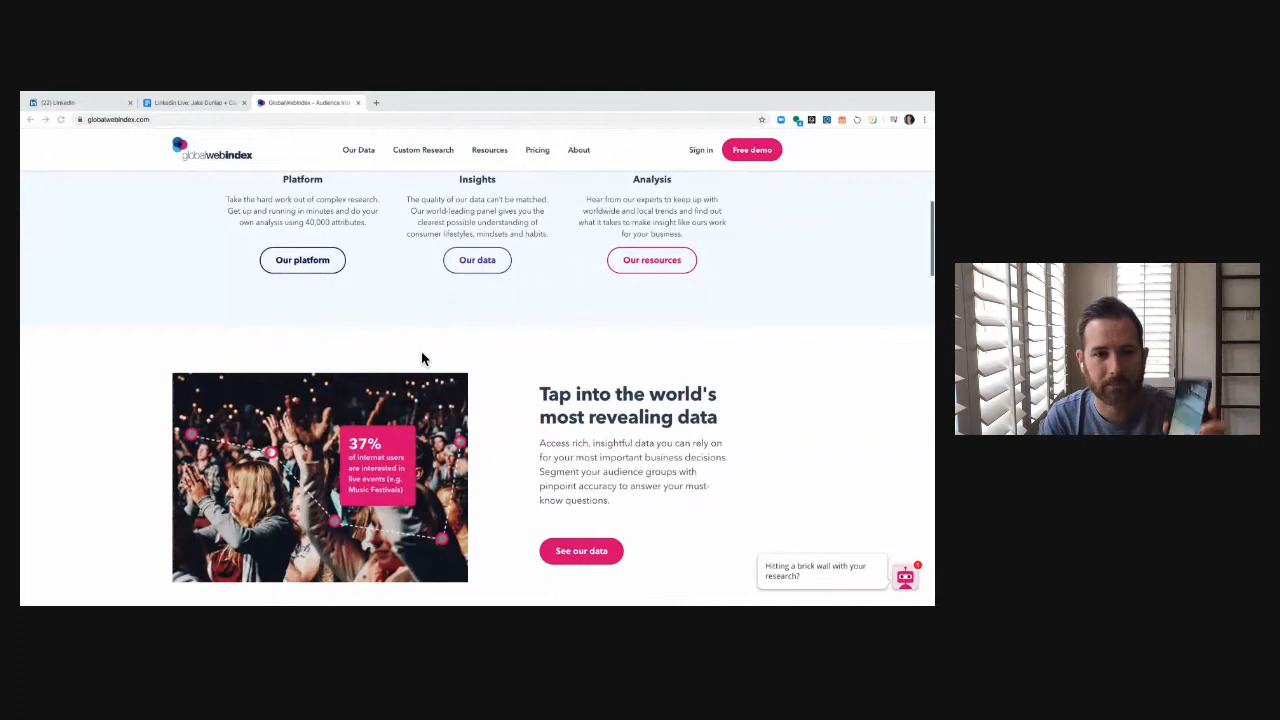 (22) LinkedIn
LinkedIn Live: Jake Dunlap + Cla
GlobalWebIndex - Audience Insi
globalwebindex.com
globalwebindex
Our Data
Custom Research
Resources
Pricing
About
Sign in
Free demo
Platform
Take the hard work out of complex research.
Get up and running in minutes and do your
own analysis using 40,000 attributes.
Our platform
Insights
The quality of our data can't be matched.
Our world-leading panel gives you the
clearest possible understanding of
consumer lifestyles, mindsets and habits.
Our data
Analysis
Hear from our experts to keep up with
worldwide and local trends and find out
what it takes to make insight like ours work
for your business.
Our resources
37%
of internet users
are interested in
live events (e.g.
Music Festivals)
Tap into the world's
most revealing data
Access rich, insightful data you can rely on
for your most important business decisions.
Segment your audience groups with
pinpoint accuracy to answer your must-
know questions.
See our data
Hitting a brick wall with your
research?
1